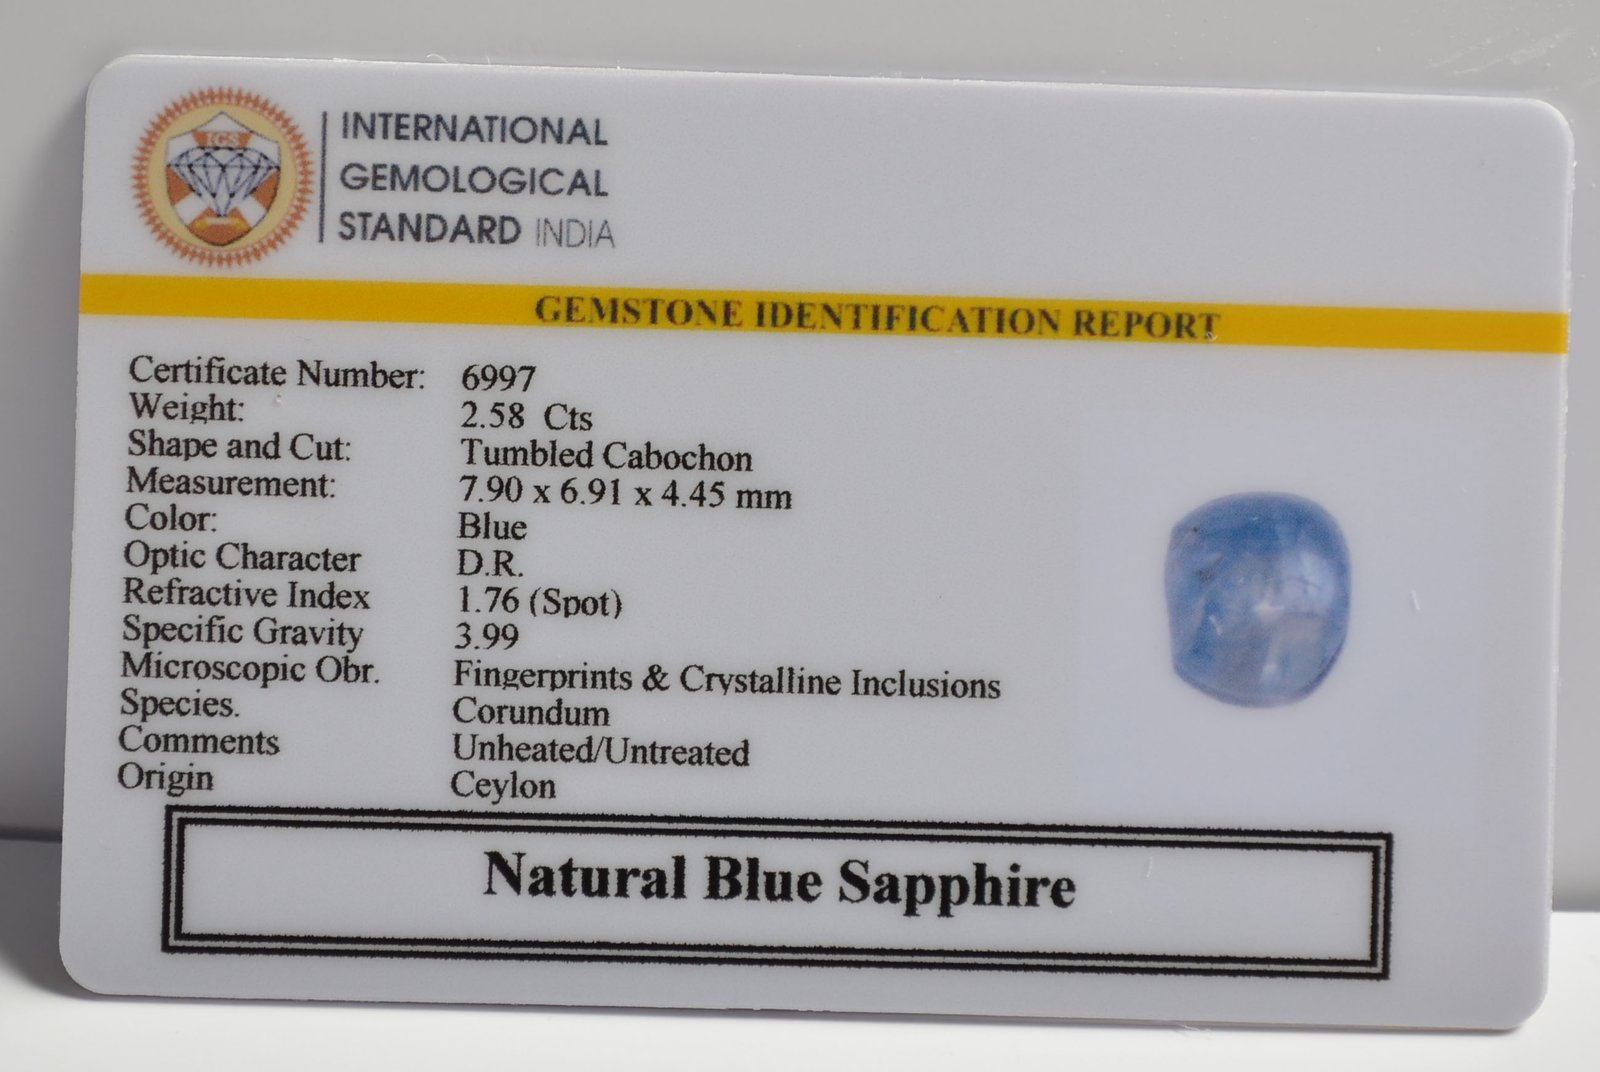 IGS
INTERNATIONAL
GEMOLOGICAL
STANDARD INDIA
GEMSTONE IDENTIFICATION REPORT
Certificate Number: 6997
Weight: 2.58 Cts
Shape and Cut: Tumbled Cabochon
Measurement: 7.90 x 6.91 x 4.45 mm
Color: Blue
Optic Character D.R.
Refractive Index 1.76 (Spot)
Specific Gravity 3.99
Microscopic Obr. Fingerprints & Crystalline Inclusions
Species. Corundum
Comments Unheated/Untreated
Origin Ceylon
Natural Blue Sapphire